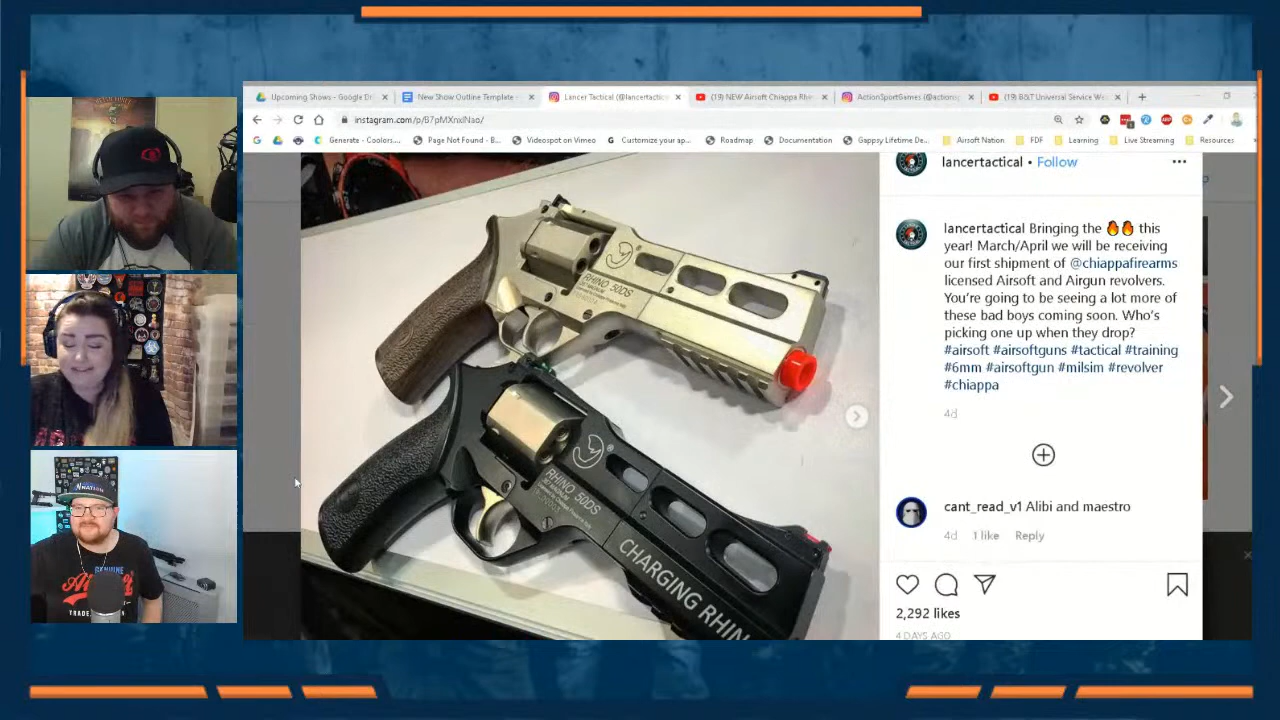 Upcoming Shows - Google Dr
New Show Outline Template -
Lancer Tactical (@lancertactic
(19) NEW Airsoft Chiappa Rhi
ActionSportGames (@actionsp
(19) B&T Universal Service We
instagram.com/p/B7pMXnxlNao/
Generate - Coolors....
Page Not Found - B...
Videospot on Vimeo
Customize your ap...
Roadmap
Documentation
Gappsy Lifetime De...
Airsoft Nation
FDF
Learning
Live Streaming
Resources
lancertactical • Follow
lancertactical Bringing the 🔥🔥 this
year! March/April we will be receiving
our first shipment of @chiappafirearms
licensed Airsoft and Airgun revolvers.
You're going to be seeing a lot more of
these bad boys coming soon. Who's
picking one up when they drop?
#airsoft #airsoftguns #tactical #training
#6mm #airsoftgun #milsim #revolver
#chiappa
4d
cant_read_v1 Alibi and maestro
4d 1 like Reply
2,292 likes
4 DAYS AGO
RHINO 50DS
RHINO 50DS
CHARGING RHIN
NATION
GENUINE